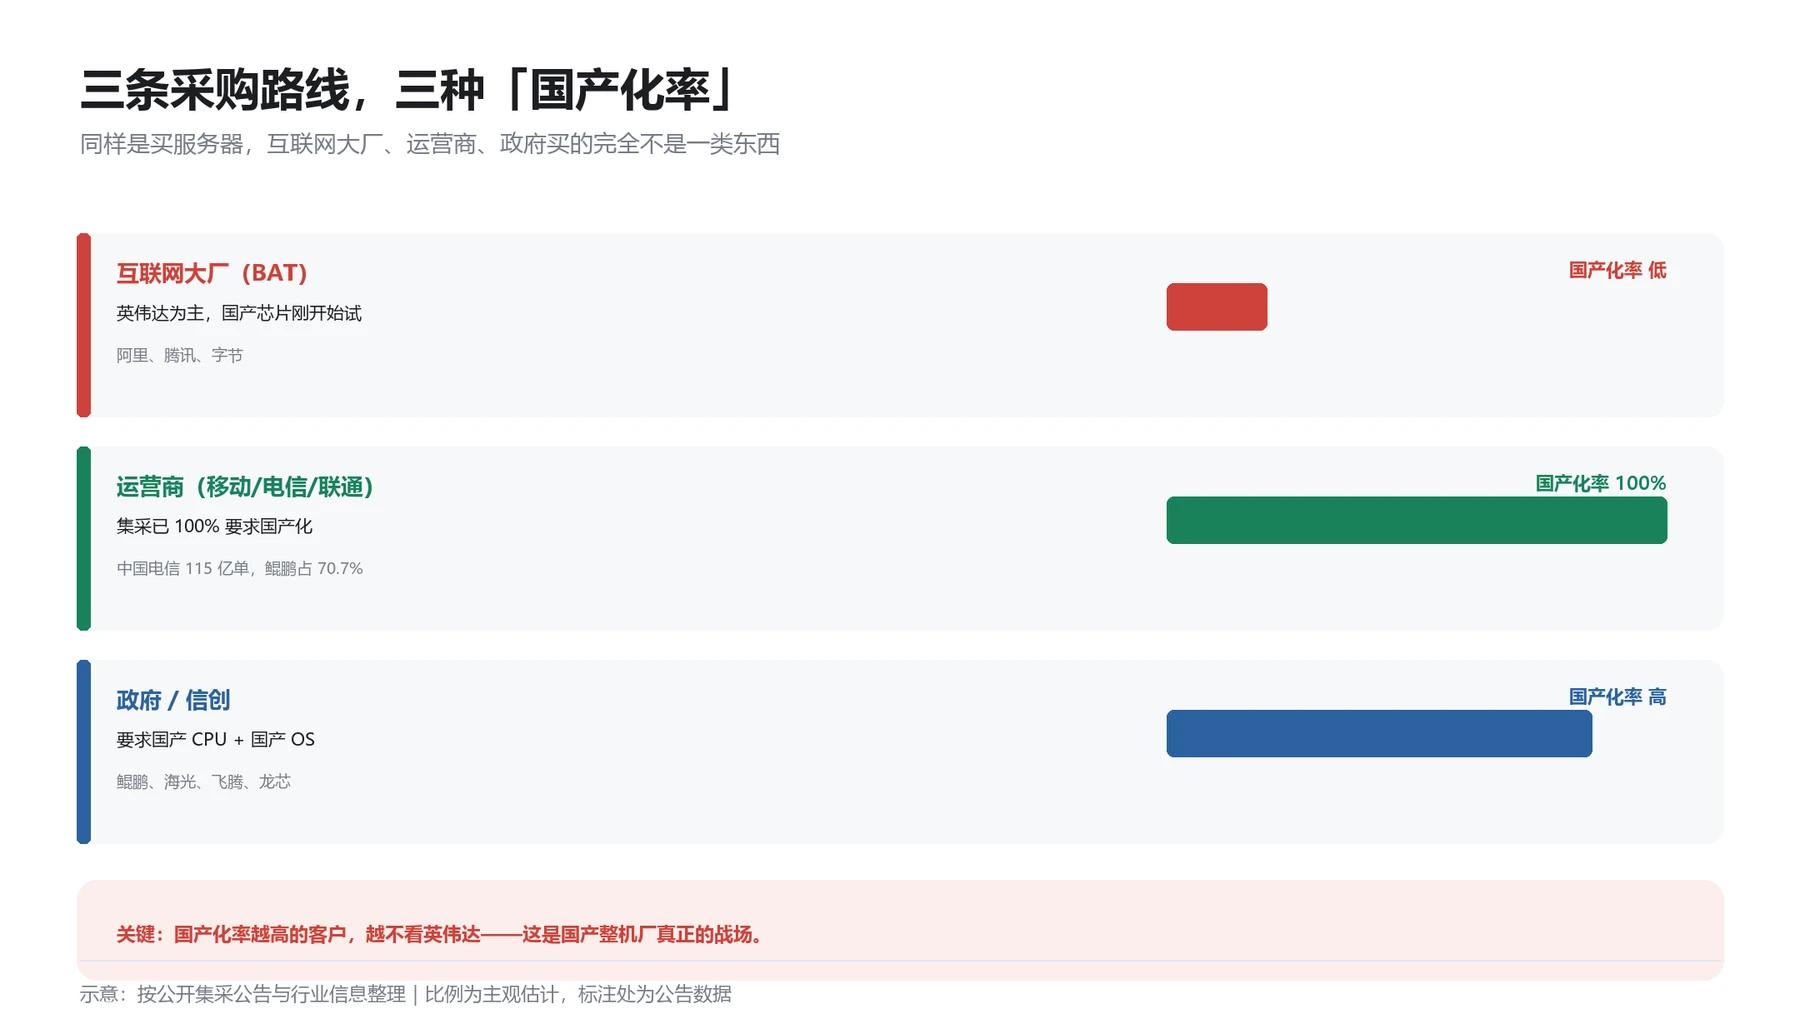 三条采购路线，三种「国产化率」
同样是买服务器，互联网大厂、运营商、政府买的完全不是一类东西
互联网大厂（BAT）
国产化率 低
英伟达为主，国产芯片刚开始试
阿里、腾讯、字节
运营商（移动/电信/联通）
国产化率 100%
集采已 100% 要求国产化
中国电信 115 亿单，鲲鹏占 70.7%
政府 / 信创
国产化率 高
要求国产 CPU + 国产 OS
鲲鹏、海光、飞腾、龙芯
关键：国产化率越高的客户，越不看英伟达——这是国产整机厂真正的战场。
示意：按公开集采公告与行业信息整理 | 比例为主观估计，标注处为公告数据